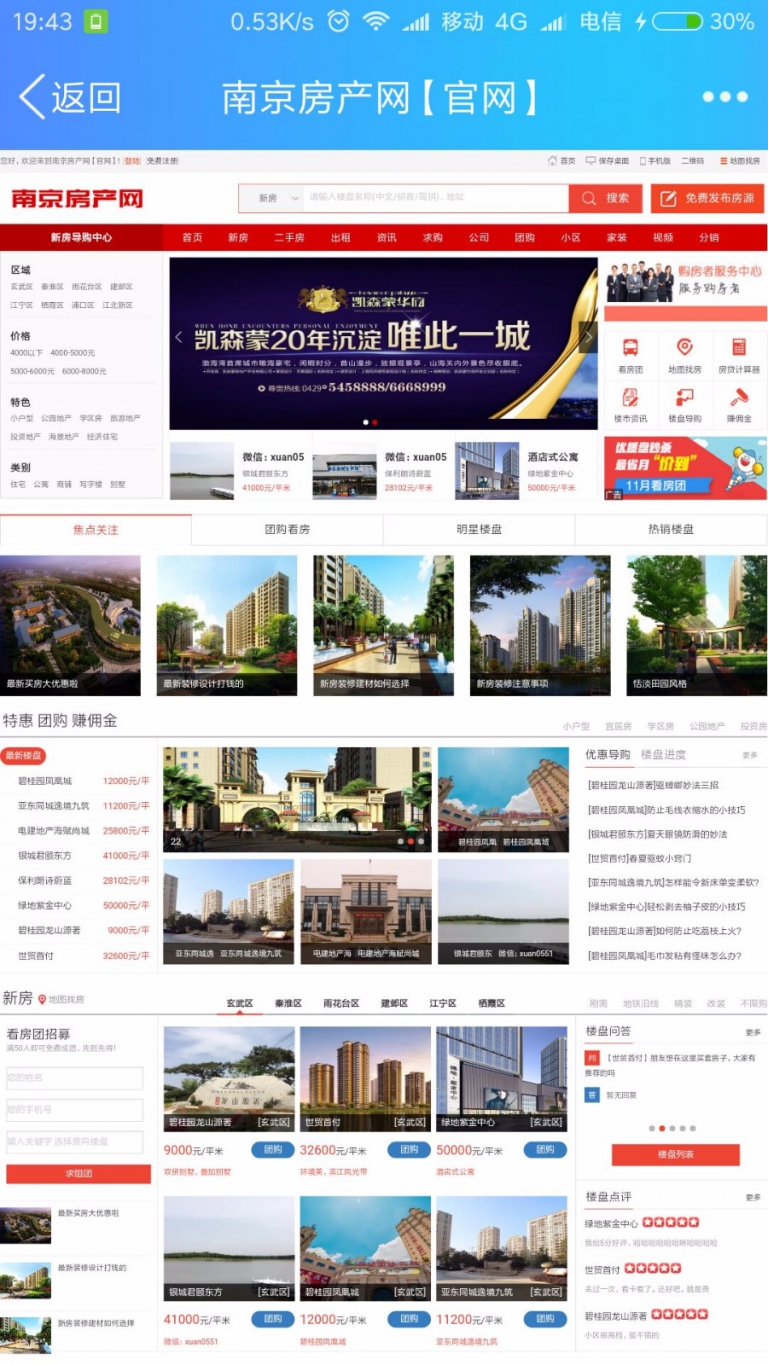 19:43 0.53K/s 移动 4G 电信 30%
返回 南京房产网【官网】
您好，欢迎来到南京房产网【官网】! [登陆] [免费注册] 首页 保存桌面 手机版 二维码 地图找房
南京房产网 新房 请输入楼盘名称(中文/拼音/简拼)、地址 搜索 免费发布房源
新房导购中心 首页 新房 二手房 出租 资讯 求购 公司 团购 小区 家装 视频 分销
区域
玄武区 秦淮区 雨花台区 建邺区
江宁区 栖霞区 浦口区 江北新区
价格
4000以下 4000-5000元
5000-6000元 6000-8000元
特色
小户型 公园地产 学区房 旅游地产
投资地产 海景地产 经济住宅
类别
住宅 公寓 商铺 写字楼 别墅
凯森蒙华府
WHEN HOND ENCOUNTERS PERSONAL ENJOYMENT
凯森蒙20年沉淀 唯此一城
渤海湾首席城市稀海豪宅，闲暇时分，首山漫步，放眼观景亭，山海关内外景色尽收眼底。
尊贵热线:0429-5458888/6668999
微信：xuan05
银城君颐东方
41000元/平米
微信：xuan05
保利朗诗蔚蓝
28102元/平米
酒店式公寓
绿地紫金中心
50000元/平米
购房者服务中心
服务购房者
看房团 地图找房 房贷计算器
楼市资讯 楼盘导购 赚佣金
优质盘秒杀
最省月“价到”
11月看房团
广告
焦点关注 团购看房 明星楼盘 热销楼盘
最新买房大优惠啦 最新装修设计打钱的 新房装修建材如何选择 新房装修注意事项 恬淡田园风格
特惠 团购 赚佣金 小户型 宜居房 学区房 公园地产 投资房
最新楼盘
碧桂园凤凰城 12000元/平
亚东同城逸境九筑 11200元/平
电建地产海赋尚城 25800元/平
银城君颐东方 41000元/平
保利朗诗蔚蓝 28102元/平
绿地紫金中心 50000元/平
碧桂园龙山源著 9000元/平
世贸首付 32600元/平
22
碧桂园凤凰 碧桂园凤凰城
亚东同城逸 亚东同城逸境九筑
电建地产海 电建地产海赋尚城
银城君颐东 微信：xuan0551
优惠导购 楼盘进度 更多
[碧桂园龙山源著]驱蟑螂妙法三招
[碧桂园凤凰城]防止毛线衣缩水的小技巧
[银城君颐东方]夏天眼镜防滑的妙法
[世贸首付]春夏驱蚊小窍门
[亚东同城逸境九筑]怎样能令新床单变柔软?
[绿地紫金中心]轻松剥去柚子皮的小技巧
[碧桂园龙山源著]如何防止吃荔枝上火?
[碧桂园凤凰城]毛巾发粘有怪味怎么办?
新房 地图找房 玄武区 秦淮区 雨花台区 建邺区 江宁区 栖霞区 刚需 地铁沿线 精装 改装 不限购
看房团招募
满50人即可免费成团，先到先得!
您的姓名
您的手机号
输入关键字 选择意向楼盘
求组团
最新买房大优惠啦
最新装修设计打钱的
新房装修建材如何选择
碧桂园龙山源著 [玄武区]
9000元/平米 团购
双拼别墅、叠加别墅
世贸首付 [玄武区]
32600元/平米 团购
环境美，滨江风光带
绿地紫金中心 [玄武区]
50000元/平米 团购
酒店式公寓
银城君颐东方 [玄武区]
41000元/平米 团购
微信：xuan0551
碧桂园凤凰城 [玄武区]
12000元/平米 团购
碧桂园凤凰城
亚东同城逸境九筑 [玄武区]
11200元/平米 团购
亚东同城逸境九筑
楼盘问答 更多
问 【世贸首付】朋友想在这里买套房子，大家有
推荐的吗
答 暂无回复
楼盘列表
楼盘点评 更多
绿地紫金中心
我给5分好评，哈哈哈哈哈哈啊哈哈哈哈
世贸首付
去过一次，看卡着了，还好吧，就是贵
碧桂园龙山源著
小区很高档，挺不错的